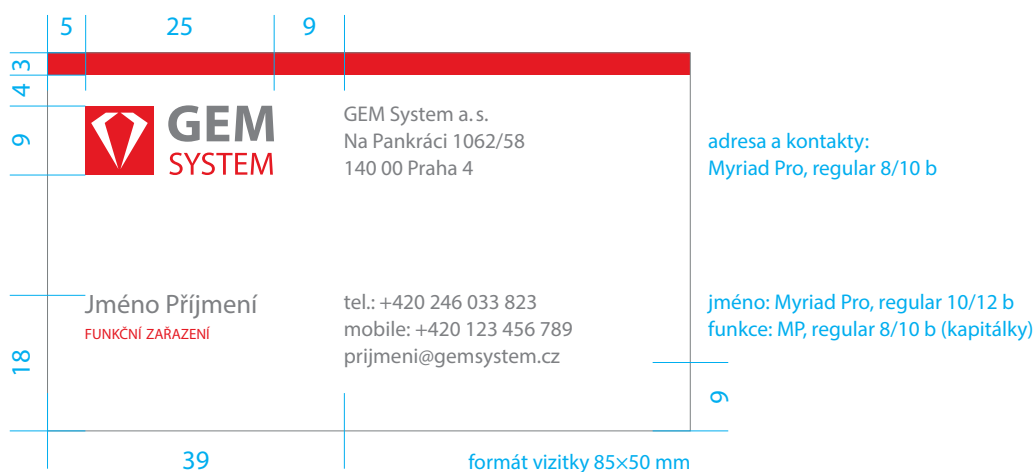 5 25 9
3
4
9
GEM
SYSTEM
GEM System a. s.
Na Pankráci 1062/58
140 00 Praha 4
adresa a kontakty:
Myriad Pro, regular 8/10 b
Jméno Příjmení
FUNKČNÍ ZAŘAZENÍ
tel.: +420 246 033 823
mobile: +420 123 456 789
prijmeni@gemsystem.cz
jméno: Myriad Pro, regular 10/12 b
funkce: MP, regular 8/10 b (kapitálky)
18
9
39
formát vizitky 85×50 mm